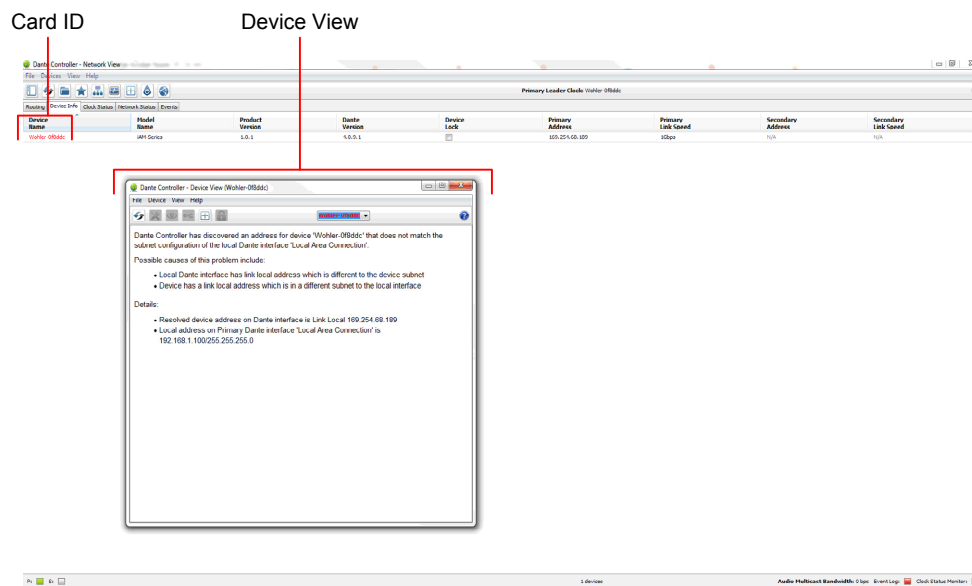 Card ID
Device View
Dante Controller - Network View
File Devices View Help
Primary Leader Clock: Wohler-0f8ddc
Routing Device Info Clock Status Network Status Events
Device Name Model Name Product Version Dante Version Device Lock Primary Address Primary Link Speed Secondary Address Secondary Link Speed
Wohler-0f8ddc iAM Series 1.0.1 4.0.9.1 169.254.68.189 1Gbps N/A N/A
Dante Controller - Device View (Wohler-0f8ddc)
File Device View Help
Wohler-0f8ddc
Dante Controller has discovered an address for device 'Wohler-0f8ddc' that does not match the
subnet configuration of the local Dante interface 'Local Area Connection'.
Possible causes of this problem include:
• Local Dante interface has link local address which is different to the device subnet
• Device has a link local address which is in a different subnet to the local interface
Details:
• Resolved device address on Dante interface is Link Local 169.254.68.189
• Local address on Primary Dante interface 'Local Area Connection' is
192.168.1.100/255.255.255.0
P: S: 1 devices Audio Multicast Bandwidth: 0 bps Event Log: Clock Status Monitor: